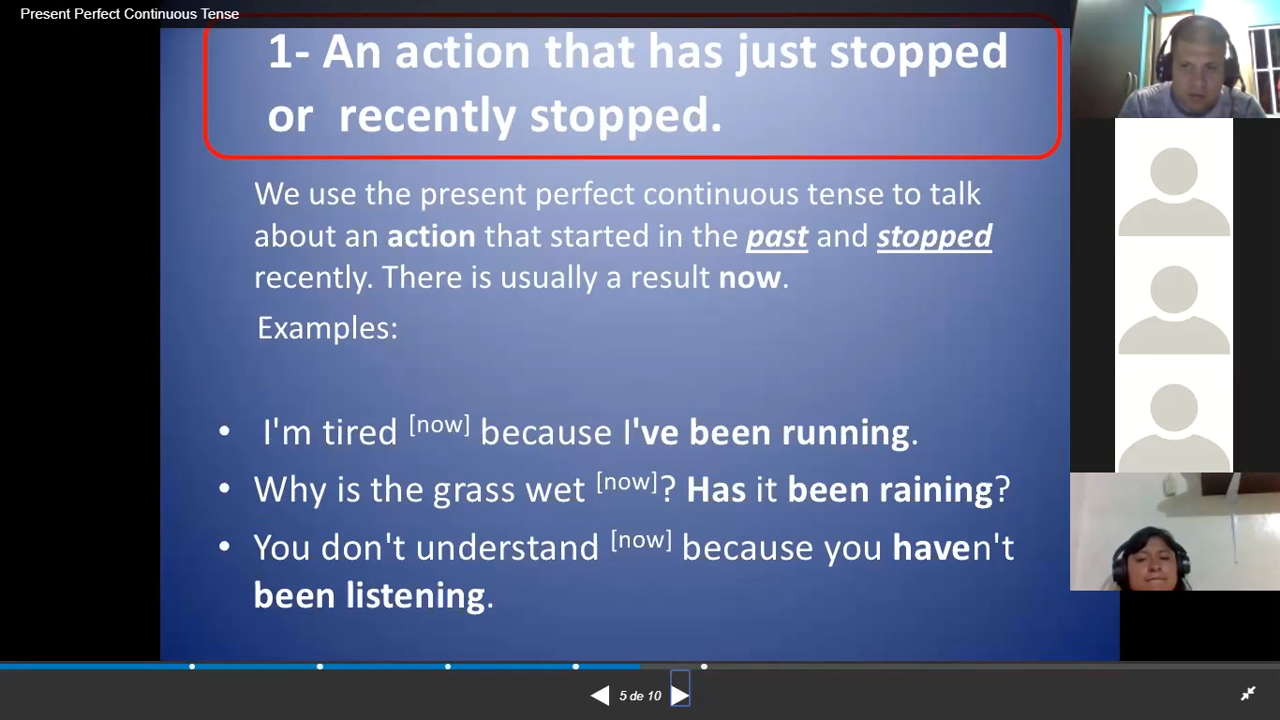 Present Perfect Continuous Tense
1- An action that has just stopped
or recently stopped.
We use the present perfect continuous tense to talk
about an action that started in the past and stopped
recently. There is usually a result now.
Examples:
• I'm tired [now] because I've been running.
• Why is the grass wet [now]? Has it been raining?
• You don't understand [now] because you haven't
been listening.
5 de 10